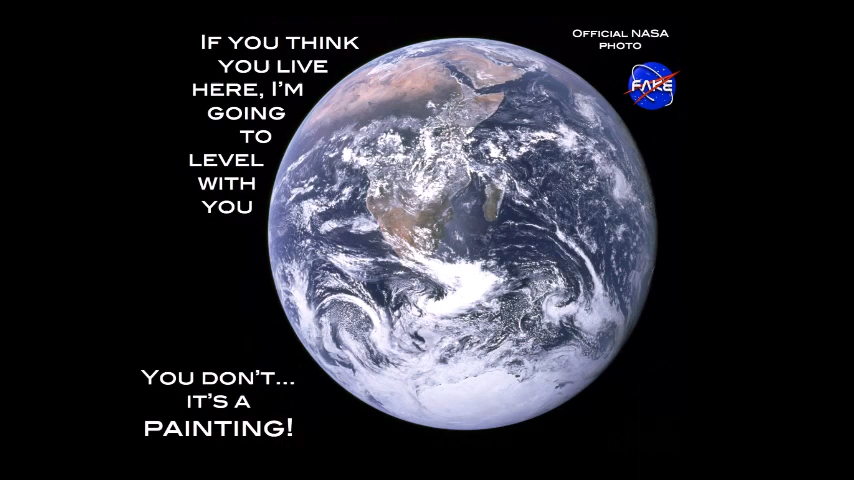 If you think
you live
here, I'm
going
to
level
with
you
Official NASA
photo
FAKE
You don't...
it's a
painting!